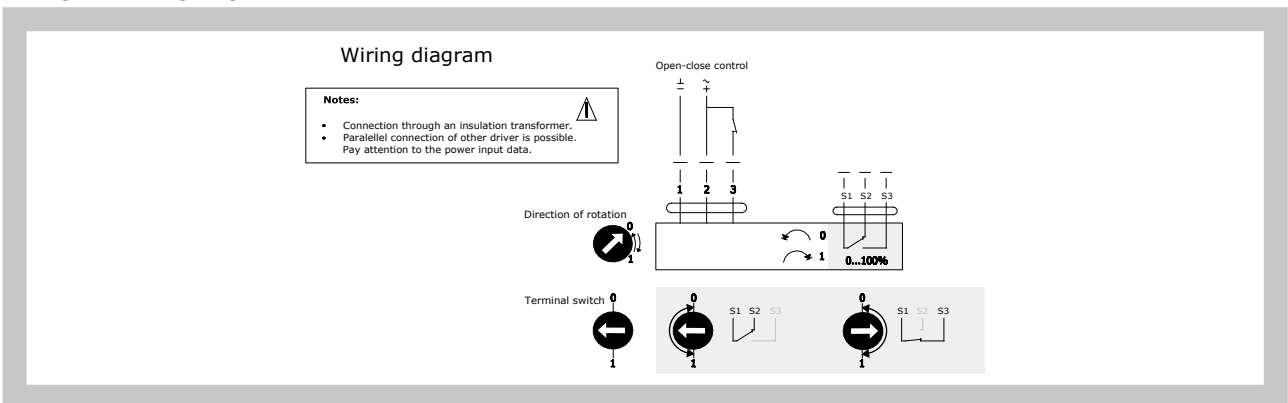 Wiring diagram
Open-close control
Notes:
• Connection through an insulation transformer.
• Paralellel connection of other driver is possible.
Pay attention to the power input data.
⊥ ~
− +
1 2 3
S1 S2 S3
Direction of rotation
0
1
0
1
0...100%
Terminal switch
0
1
0
1
S1 S2 S3
0
1
S1 S2 S3